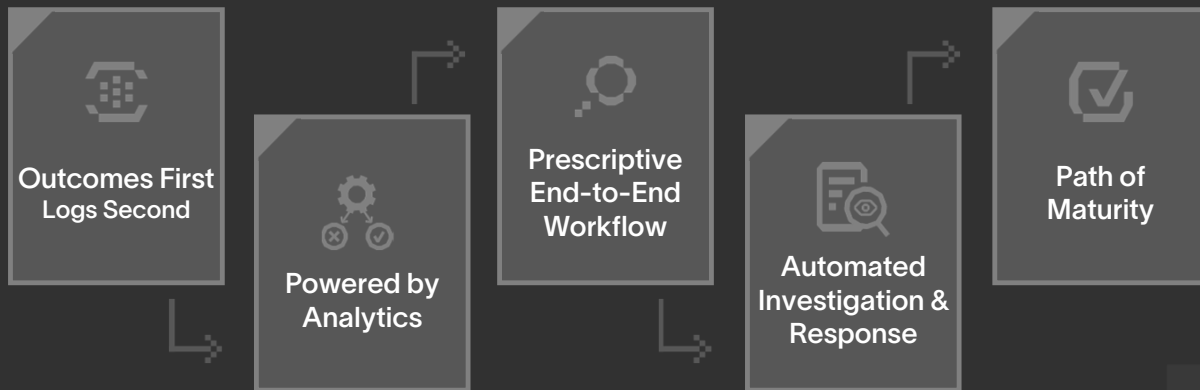 Outcomes First
Logs Second
Powered by
Analytics
Prescriptive
End-to-End
Workflow
Automated
Investigation &
Response
Path of
Maturity